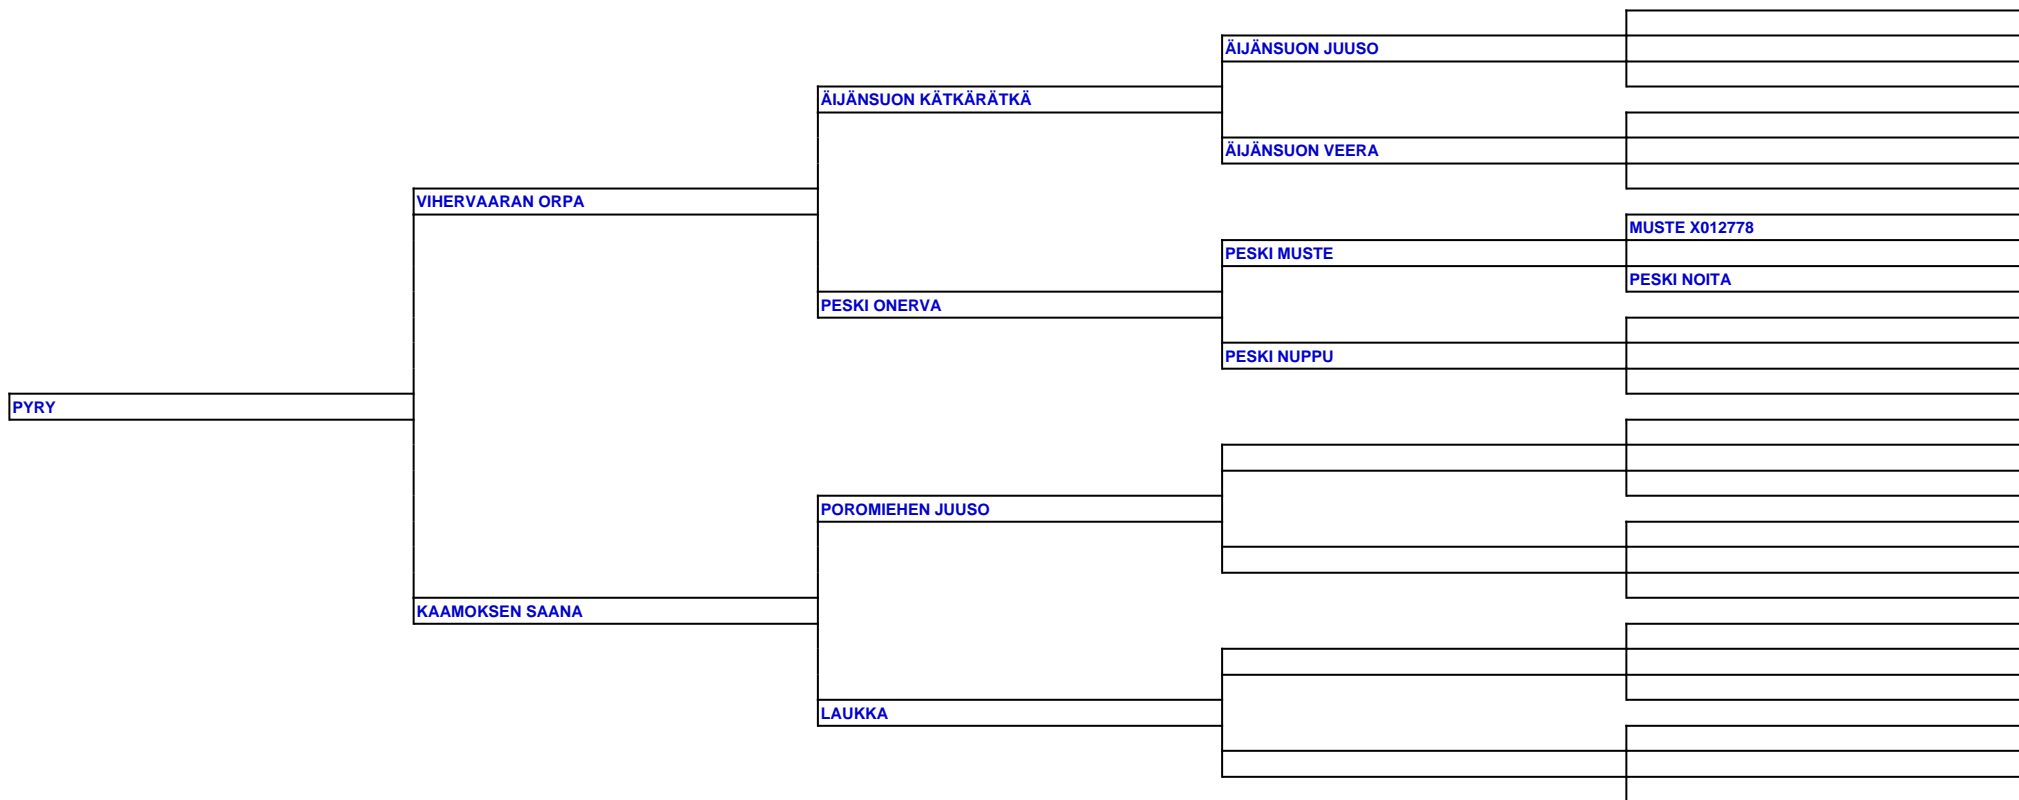 ÄIJÄNSUON JUUSO
ÄIJÄNSUON KÄTKÄRÄTKÄ
ÄIJÄNSUON VEERA
VIHERVAARAN ORPA
MUSTE X012778
PESKI MUSTE
PESKI NOITA
PESKI ONERVA
PESKI NUPPU
PYRY
POROMIEHEN JUUSO
KAAMOKSEN SAANA
LAUKKA